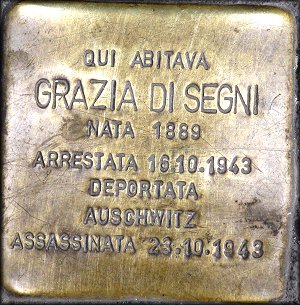 QUI ABITAVA
GRAZIA DI SEGNI
NATA 1889
ARRESTATA 16.10.1943
DEPORTATA
AUSCHWITZ
ASSASSINATA 23.10.1943